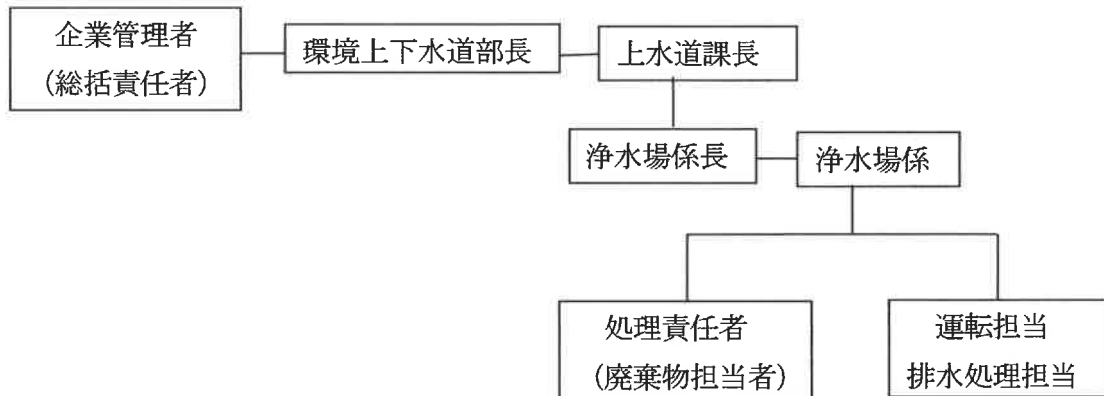 企業管理者
(総括責任者)
環境上下水道部長
上水道課長
浄水場係長
浄水場係
処理責任者
(廃棄物担当者)
運転担当
排水処理担当